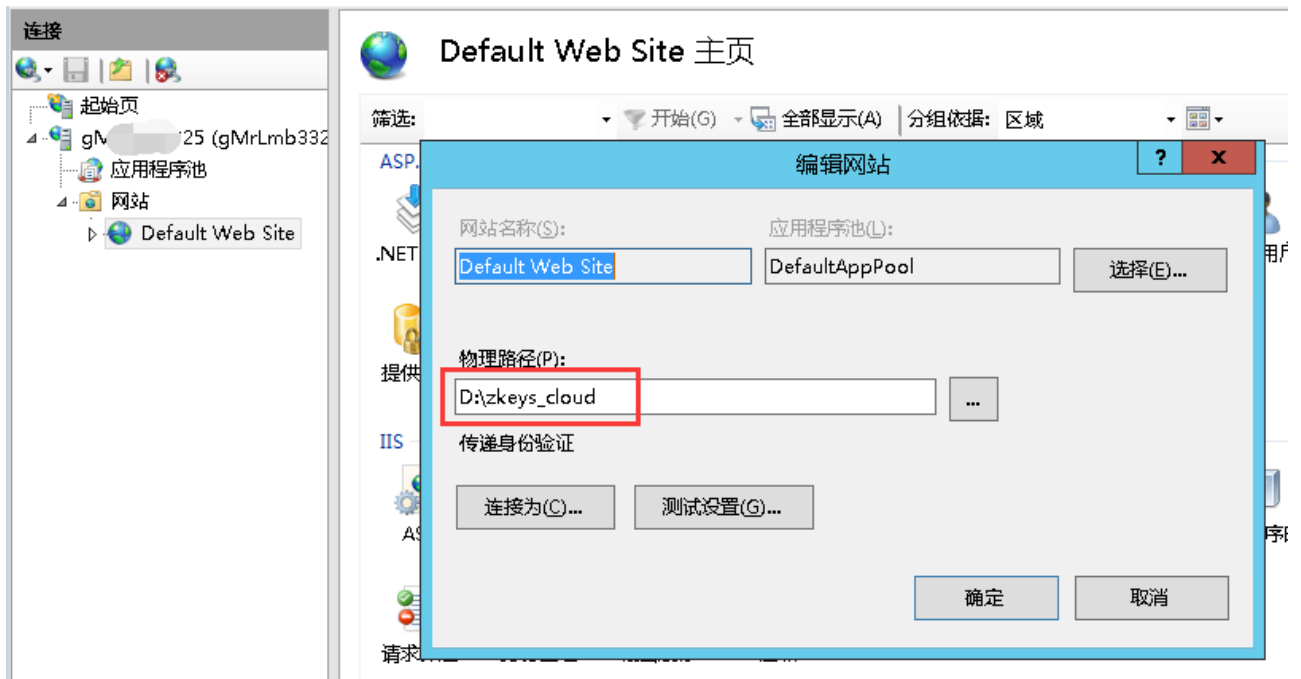 连接
起始页
gM 25 (gMrLmb332
应用程序池
网站
Default Web Site
Default Web Site 主页
筛选: 开始(G) 全部显示(A) 分组依据: 区域
ASP.
.NET
提供
IIS
AS
请求
编辑网站
? x
网站名称(S): 应用程序池(L):
Default Web Site DefaultAppPool 选择(E)...
物理路径(P):
D:\zkeys_cloud ...
传递身份验证
连接为(C)... 测试设置(G)...
确定 取消
用户